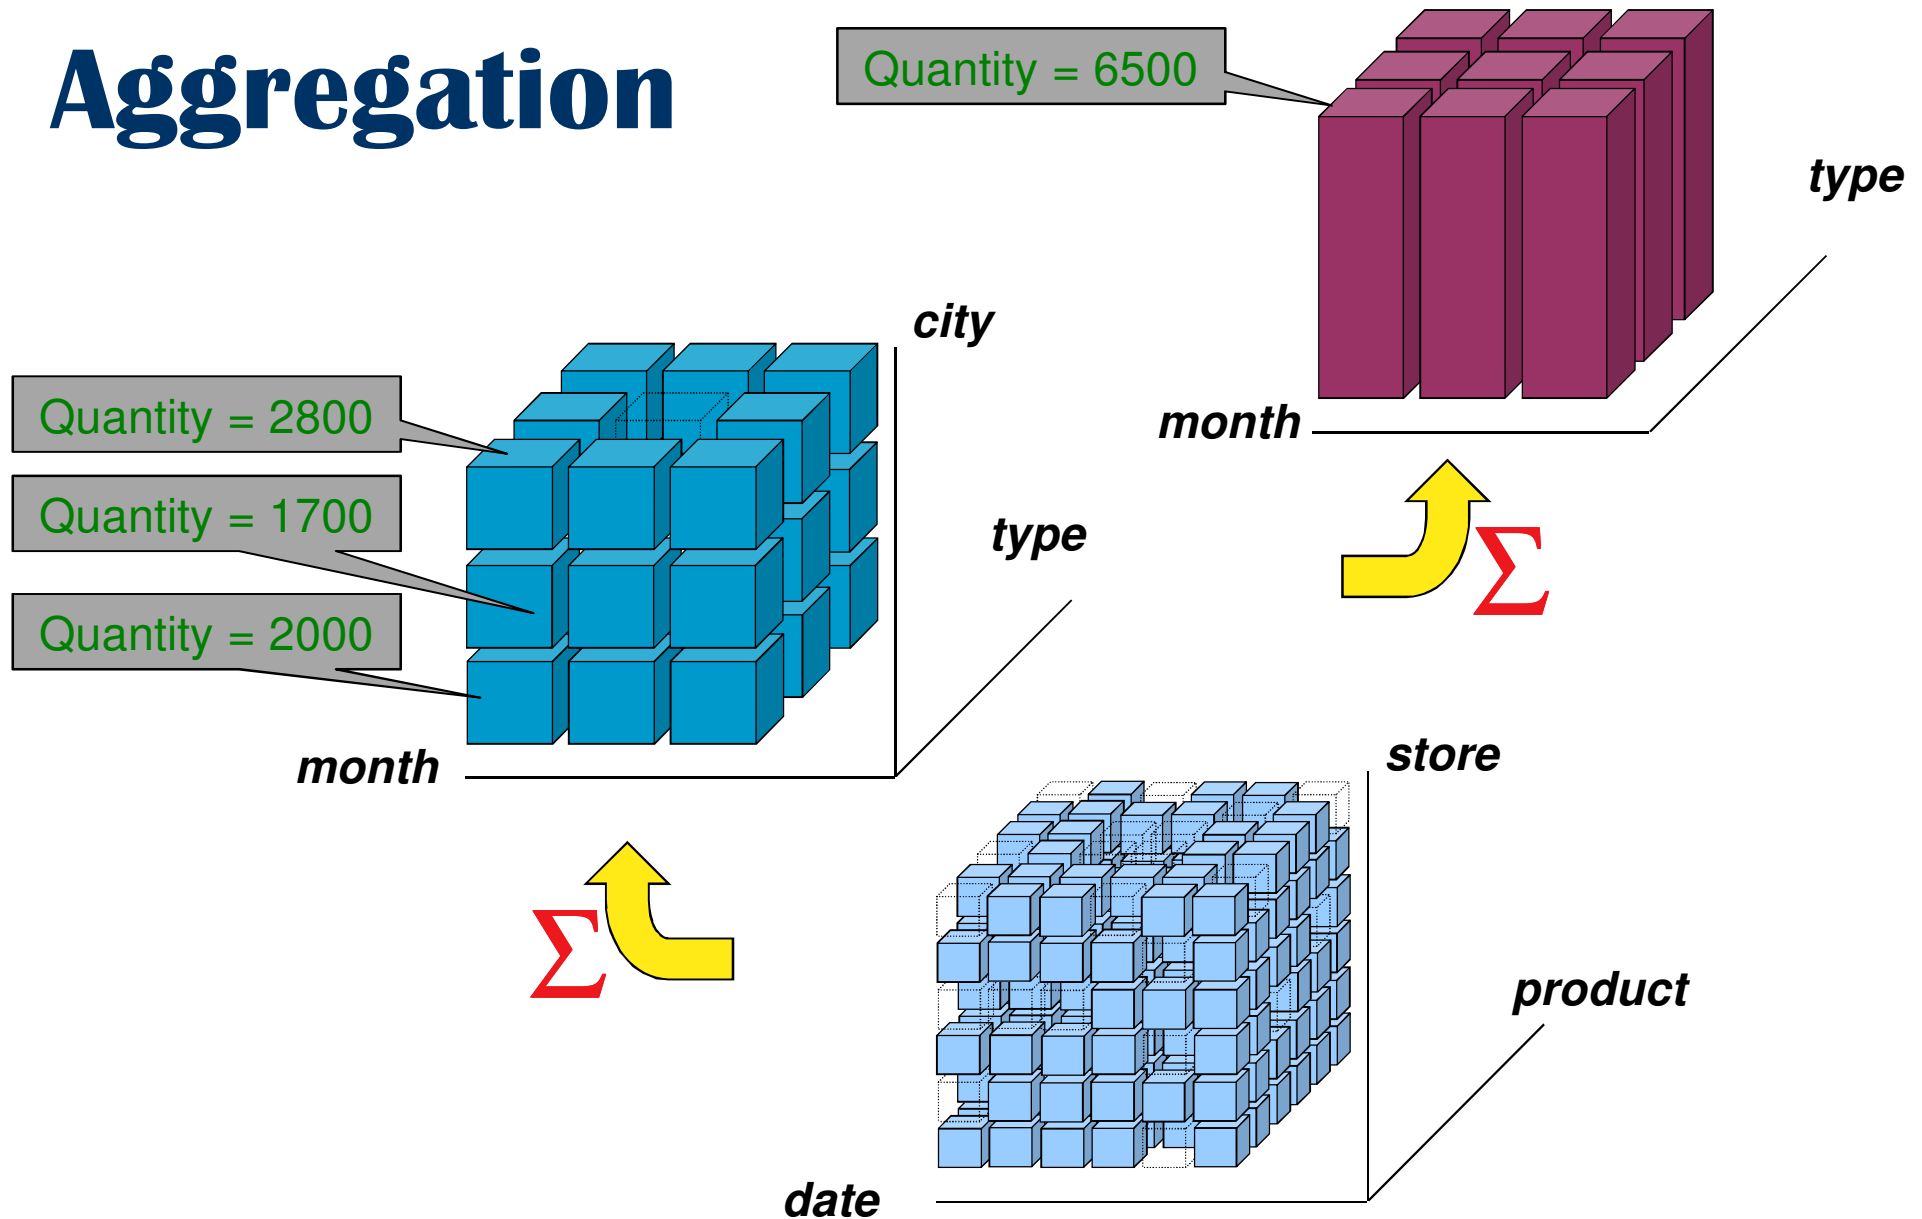 Aggregation
Quantity = 6500
type
city
Quantity = 2800
month
Quantity = 1700
type
Σ
Quantity = 2000
month
store
Σ
product
date